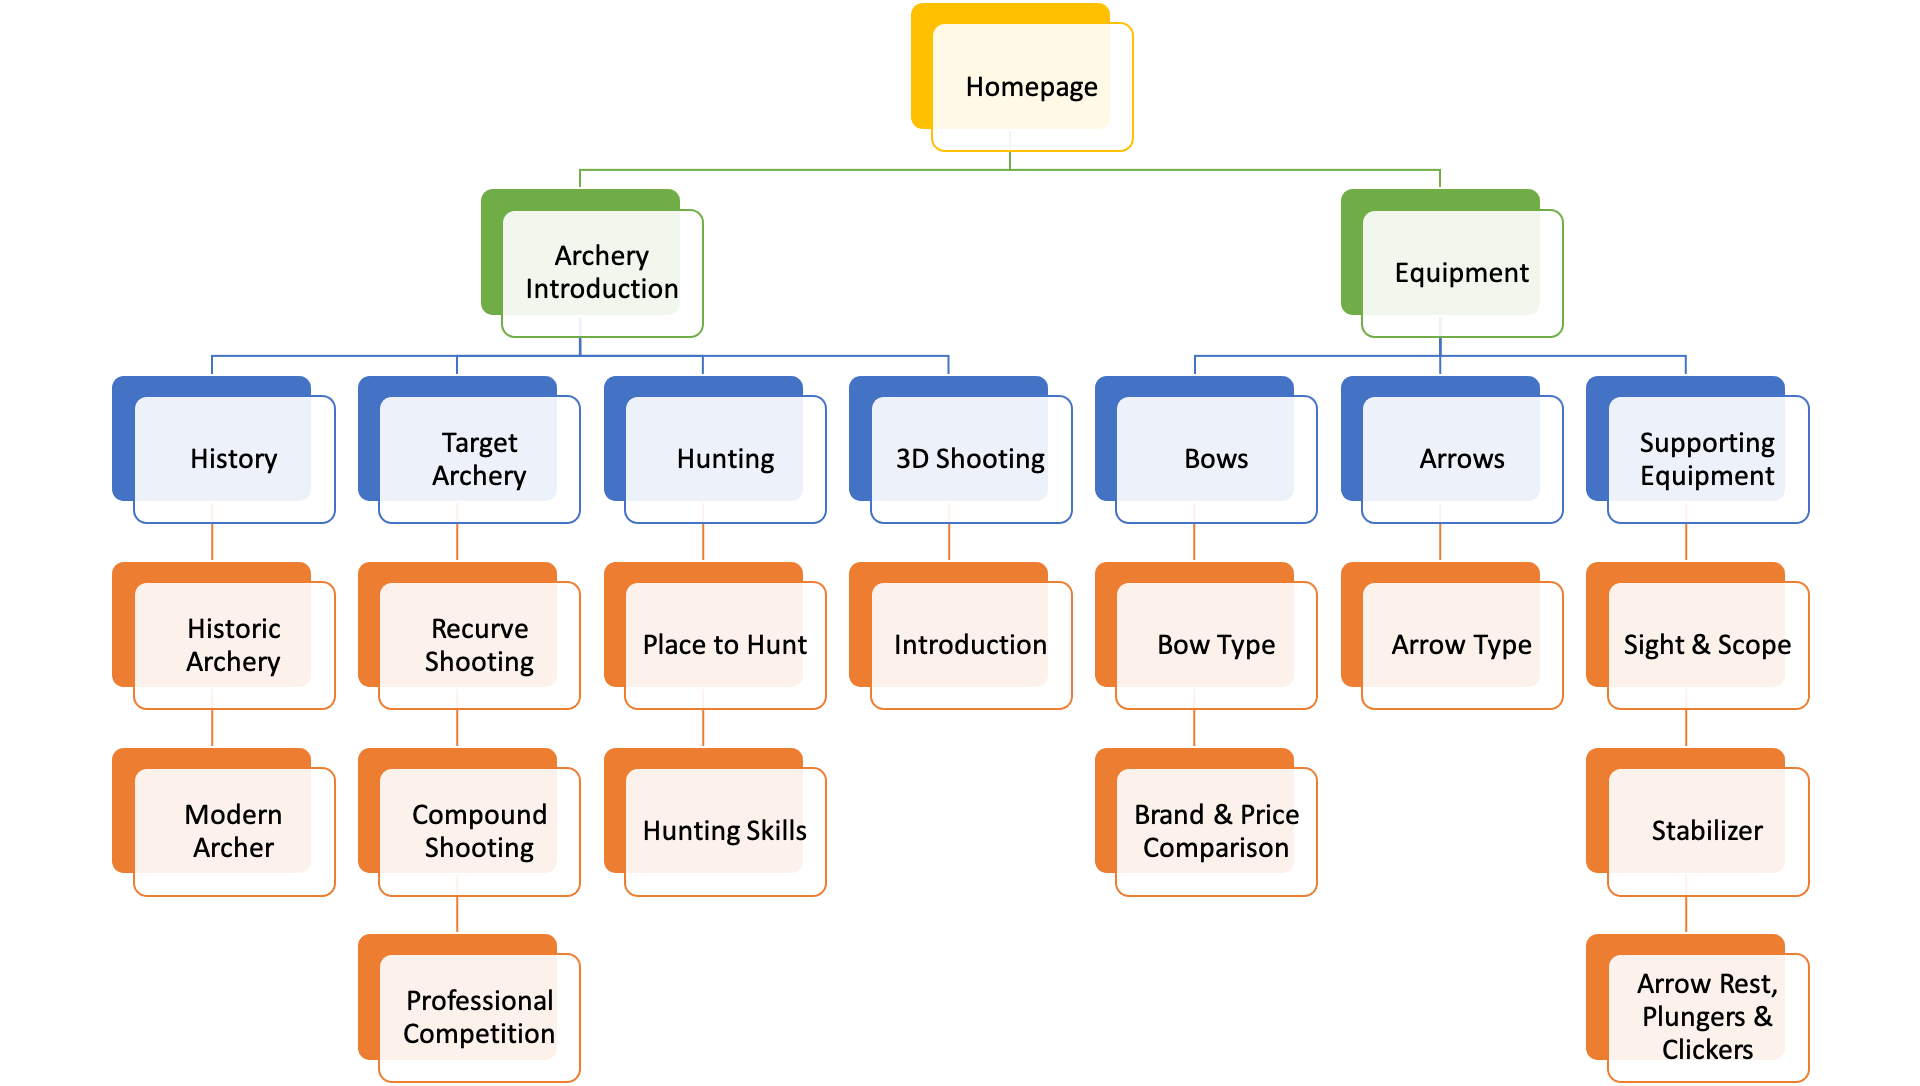 Homepage
Archery
Introduction
Equipment
History
Target
Archery
Hunting
3D Shooting
Bows
Arrows
Supporting
Equipment
Historic
Archery
Recurve
Shooting
Place to Hunt
Introduction
Bow Type
Arrow Type
Sight & Scope
Modern
Archer
Compound
Shooting
Hunting Skills
Brand & Price
Comparison
Stabilizer
Professional
Competition
Arrow Rest,
Plungers &
Clickers